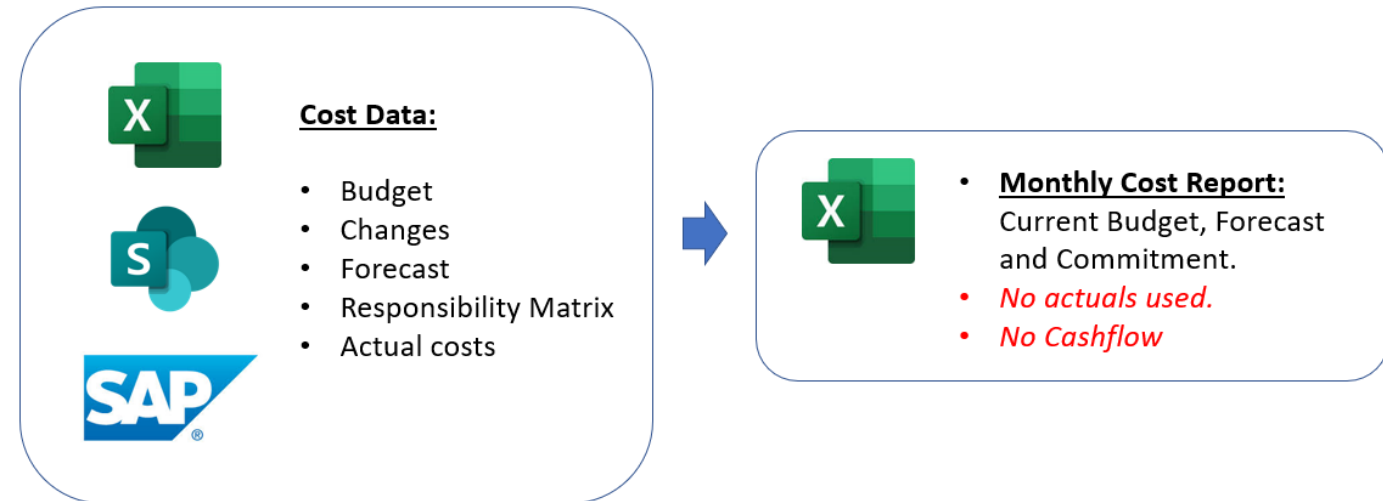 X
Cost Data:
• Budget
• Changes
S
• Forecast
• Responsibility Matrix
• Actual costs
SAP
®
X
• Monthly Cost Report:
Current Budget, Forecast
and Commitment.
• No actuals used.
• No Cashflow